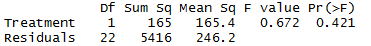 Df Sum Sq Mean Sq F value Pr(>F)
Treatment 1 165 165.4 0.672 0.421
Residuals 22 5416 246.2